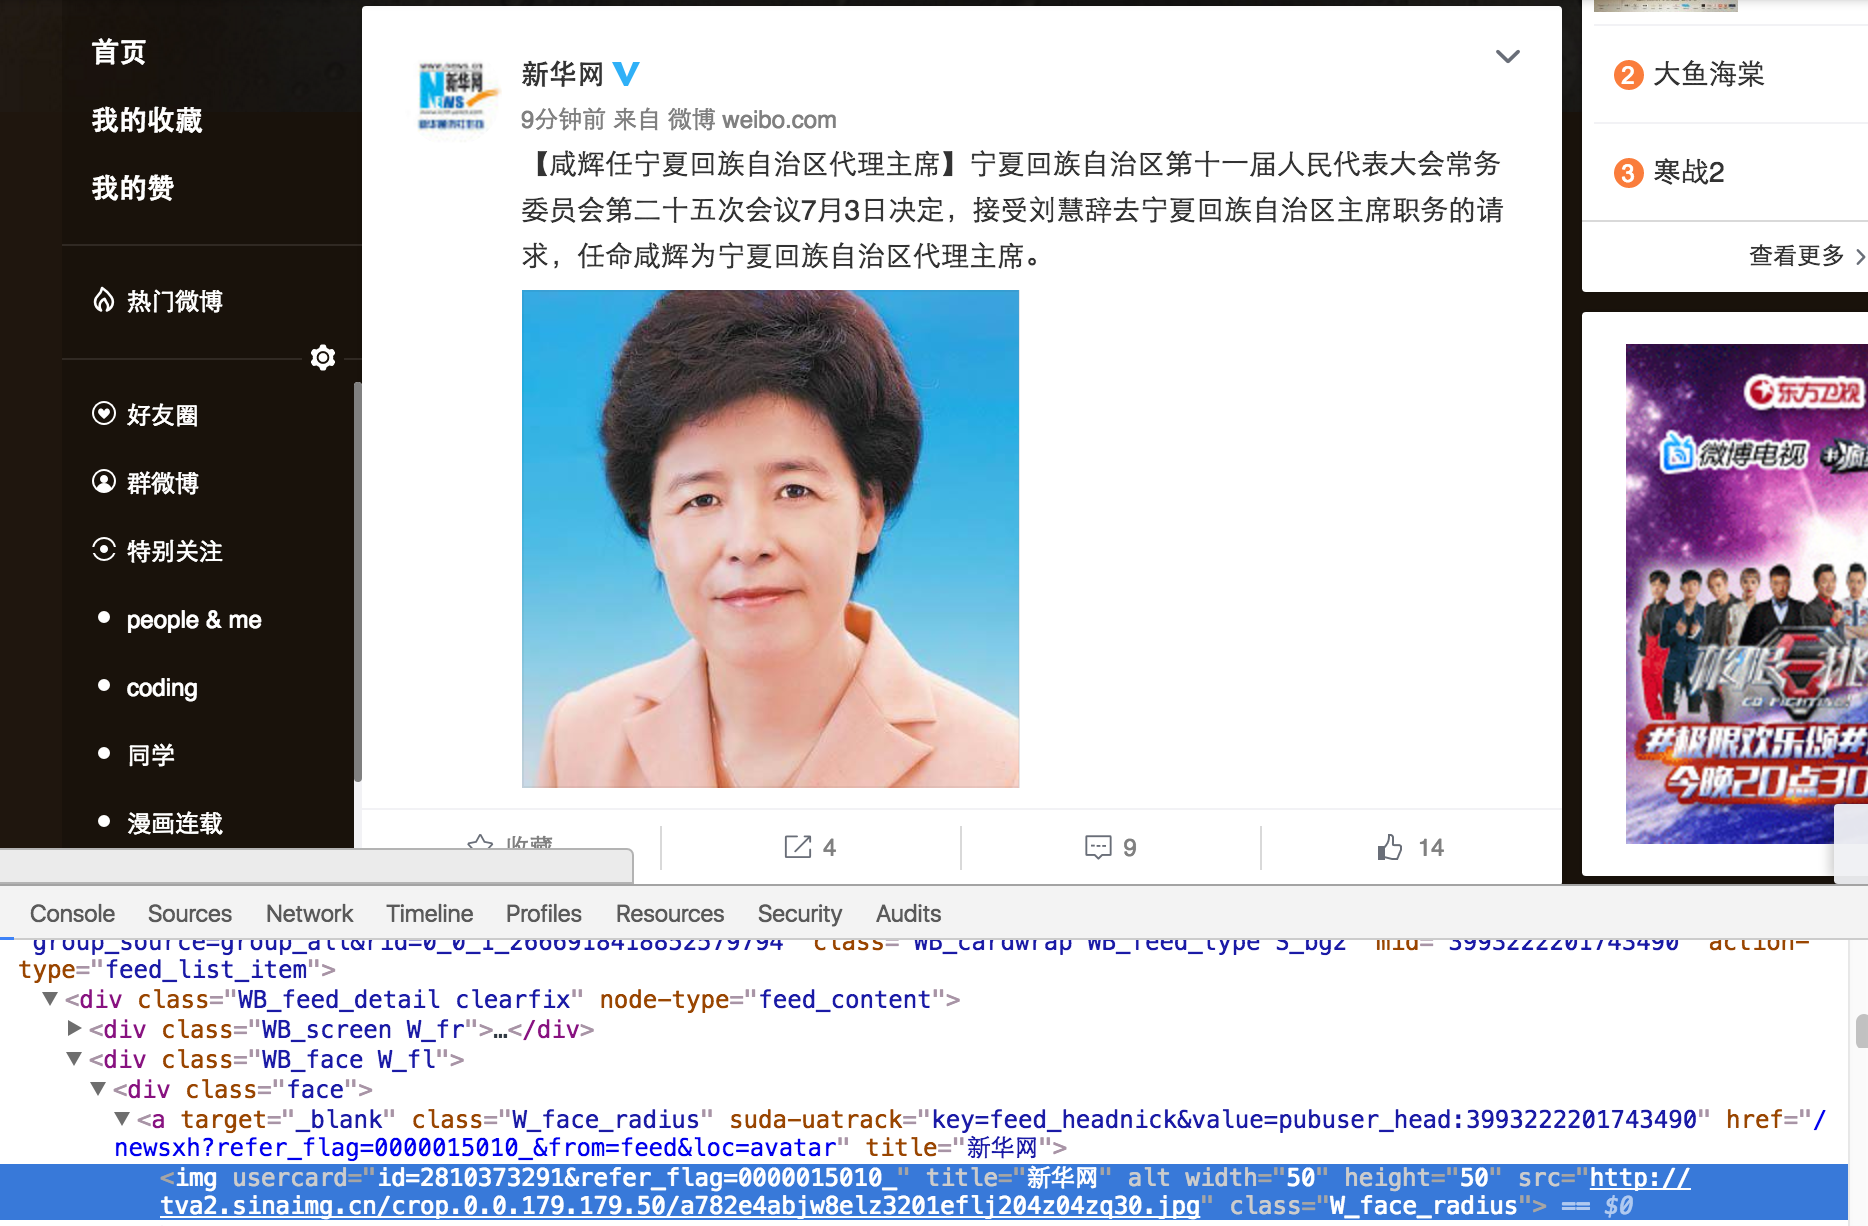 首页
我的收藏
我的赞
热门微博
好友圈
群微博
特别关注
people & me
coding
同学
漫画连载
新华网
NEWS
新华网 V
9分钟前 来自 微博 weibo.com
【咸辉任宁夏回族自治区代理主席】宁夏回族自治区第十一届人民代表大会常务
委员会第二十五次会议7月3日决定，接受刘慧辞去宁夏回族自治区主席职务的请
求，任命咸辉为宁夏回族自治区代理主席。
收藏
4
9
14
2 大鱼海棠
3 寒战2
查看更多 >
东方卫视
微博电视
#极限欢乐颂#
今晚20点30
Console Sources Network Timeline Profiles Resources Security Audits
group_source=group_all&rid=0_0_1_2666918418852579794" class="WB_cardwrap WB_feed_type S_bg2" mid="3993222201743490" action-
type="feed_list_item">
▼<div class="WB_feed_detail clearfix" node-type="feed_content">
▶<div class="WB_screen W_fr">…</div>
▼<div class="WB_face W_fl">
▼<div class="face">
▼<a target="_blank" class="W_face_radius" suda-uatrack="key=feed_headnick&value=pubuser_head:3993222201743490" href="/
newsxh?refer_flag=0000015010_&from=feed&loc=avatar" title="新华网">
<img usercard="id=2810373291&refer_flag=0000015010_" title="新华网" alt width="50" height="50" src="http://
tva2.sinaimg.cn/crop.0.0.179.179.50/a782e4abjw8elz3201eflj204z04zq30.jpg" class="W_face_radius"> == $0